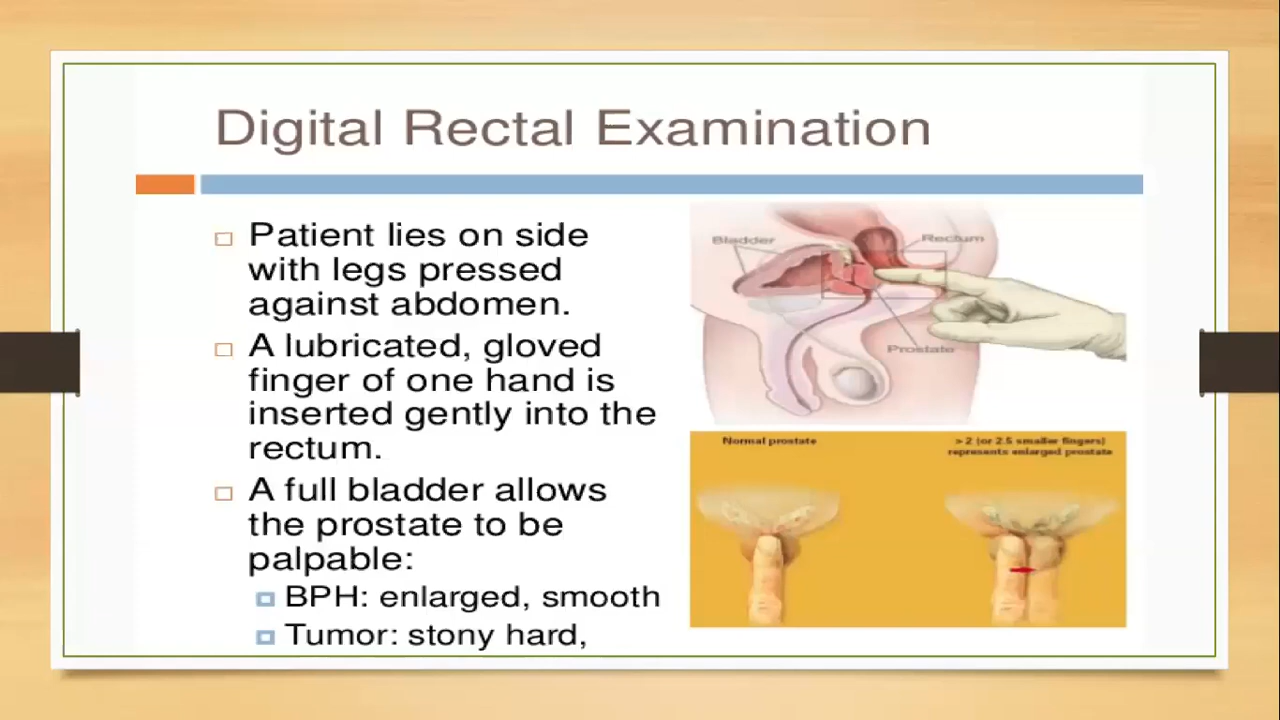 Digital Rectal Examination
Patient lies on side
with legs pressed
against abdomen.
A lubricated, gloved
finger of one hand is
inserted gently into the
rectum.
A full bladder allows
the prostate to be
palpable:
BPH: enlarged, smooth
Tumor: stony hard,
Bladder
Rectum
Prostate
Normal prostate
> 2 (or 2.5 smaller fingers)
represents enlarged prostate